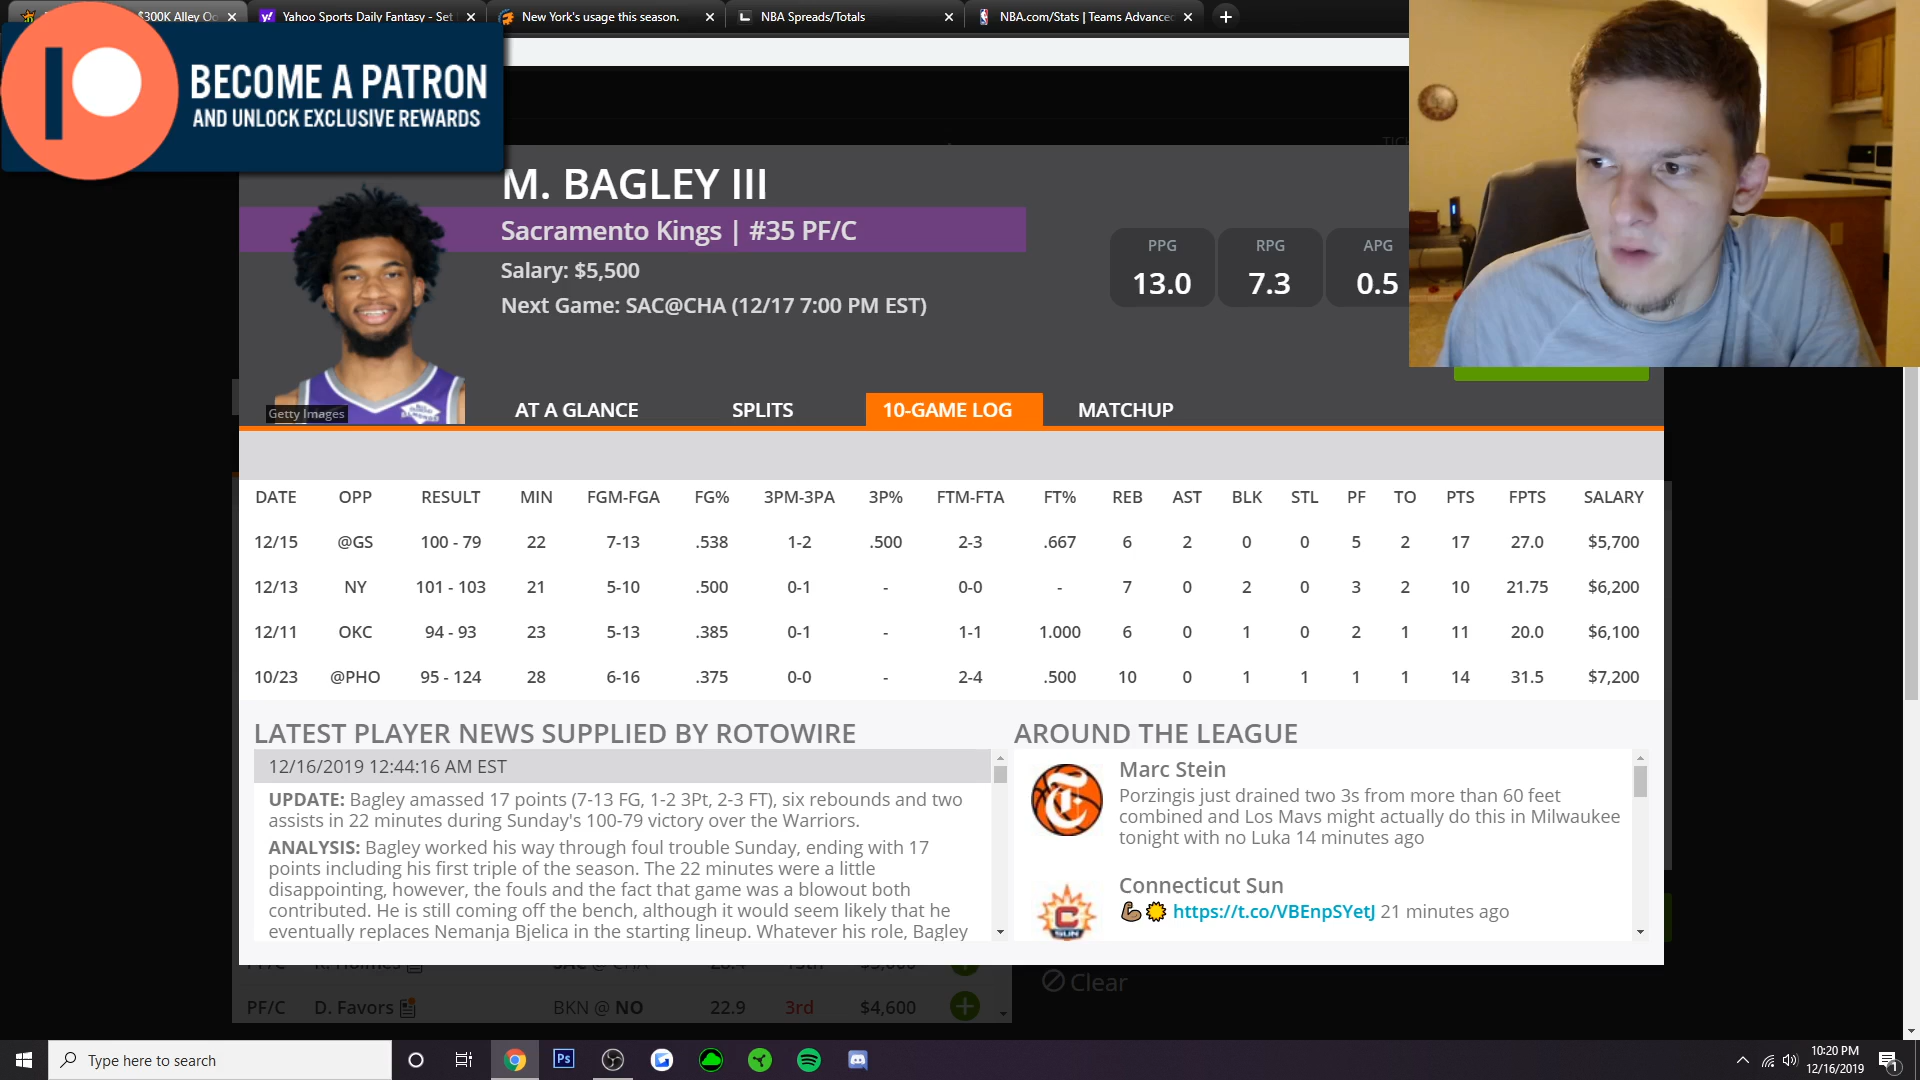 $300K Alley Oo
Yahoo Sports Daily Fantasy - Set
New York's usage this season.
NBA Spreads/Totals
NBA.com/Stats | Teams Advanced
BECOME A PATRON
AND UNLOCK EXCLUSIVE REWARDS
M. BAGLEY III
Sacramento Kings | #35 PF/C
Salary: $5,500
Next Game: SAC@CHA (12/17 7:00 PM EST)
PPG RPG APG
13.0 7.3 0.5
Getty Images
AT A GLANCE SPLITS 10-GAME LOG MATCHUP
DATE OPP RESULT MIN FGM-FGA FG% 3PM-3PA 3P% FTM-FTA FT% REB AST BLK STL PF TO PTS FPTS SALARY
12/15 @GS 100 - 79 22 7-13 .538 1-2 .500 2-3 .667 6 2 0 0 5 2 17 27.0 $5,700
12/13 NY 101 - 103 21 5-10 .500 0-1 - 0-0 - 7 0 2 0 3 2 10 21.75 $6,200
12/11 OKC 94 - 93 23 5-13 .385 0-1 - 1-1 1.000 6 0 1 0 2 1 11 20.0 $6,100
10/23 @PHO 95 - 124 28 6-16 .375 0-0 - 2-4 .500 10 0 1 1 1 1 14 31.5 $7,200
LATEST PLAYER NEWS SUPPLIED BY ROTOWIRE
12/16/2019 12:44:16 AM EST
UPDATE: Bagley amassed 17 points (7-13 FG, 1-2 3Pt, 2-3 FT), six rebounds and two
assists in 22 minutes during Sunday's 100-79 victory over the Warriors.
ANALYSIS: Bagley worked his way through foul trouble Sunday, ending with 17
points including his first triple of the season. The 22 minutes were a little
disappointing, however, the fouls and the fact that game was a blowout both
contributed. He is still coming off the bench, although it would seem likely that he
eventually replaces Nemanja Bjelica in the starting lineup. Whatever his role, Bagley
AROUND THE LEAGUE
Marc Stein
Porzingis just drained two 3s from more than 60 feet
combined and Los Mavs might actually do this in Milwaukee
tonight with no Luka 14 minutes ago
Connecticut Sun
💪🏽 🌞 https://t.co/VBEnpSYetJ 21 minutes ago
PF/C D. Favors BKN @ NO 22.9 3rd $4,600
Clear
Type here to search
Ps
10:20 PM
12/16/2019
1